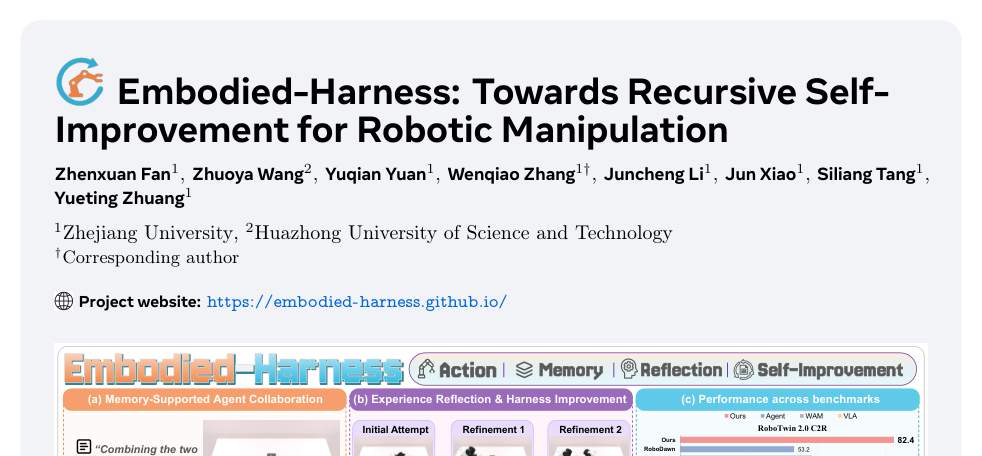 Embodied-Harness: Towards Recursive Self-
Improvement for Robotic Manipulation
Zhenxuan Fan¹, Zhuoya Wang², Yuqian Yuan¹, Wenqiao Zhang¹†, Juncheng Li¹, Jun Xiao¹, Siliang Tang¹,
Yueting Zhuang¹
¹Zhejiang University, ²Huazhong University of Science and Technology
†Corresponding author
Project website: https://embodied-harness.github.io/
Embodied-Harness Action | Memory | Reflection | Self-Improvement
(a) Memory-Supported Agent Collaboration
(b) Experience Reflection & Harness Improvement
(c) Performance across benchmarks
"Combining the two
Initial Attempt Refinement 1 Refinement 2
Ours Agent WAM VLA
RoboTwin 2.0 C2R
Ours 82.4
RoboDawn 53.2